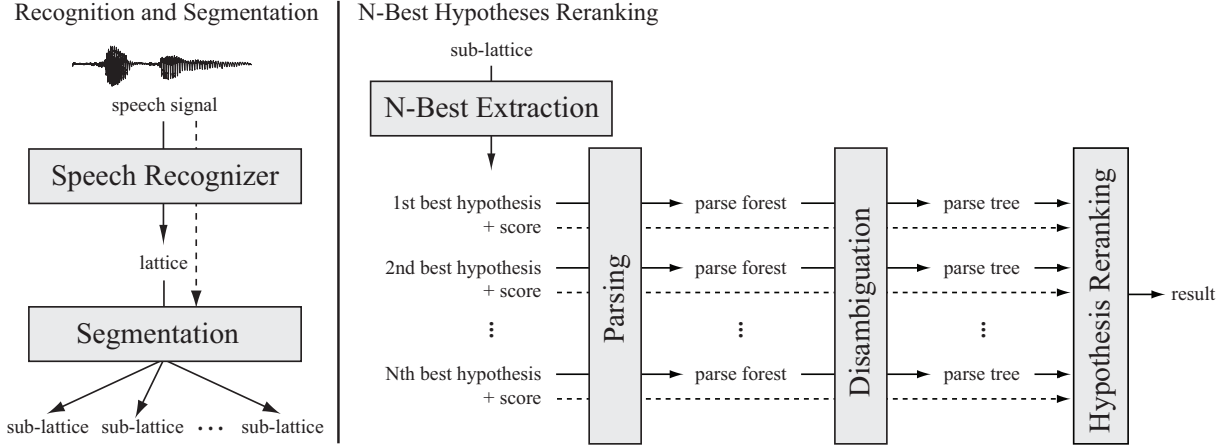 Recognition and Segmentation
speech signal
Speech Recognizer
lattice
Segmentation
sub-lattice sub-lattice ... sub-lattice
N-Best Hypotheses Reranking
sub-lattice
N-Best Extraction
1st best hypothesis
+ score
2nd best hypothesis
+ score
⋮
Nth best hypothesis
+ score
Parsing
parse forest
parse forest
⋮
parse forest
Disambiguation
parse tree
parse tree
⋮
parse tree
Hypothesis Reranking
result